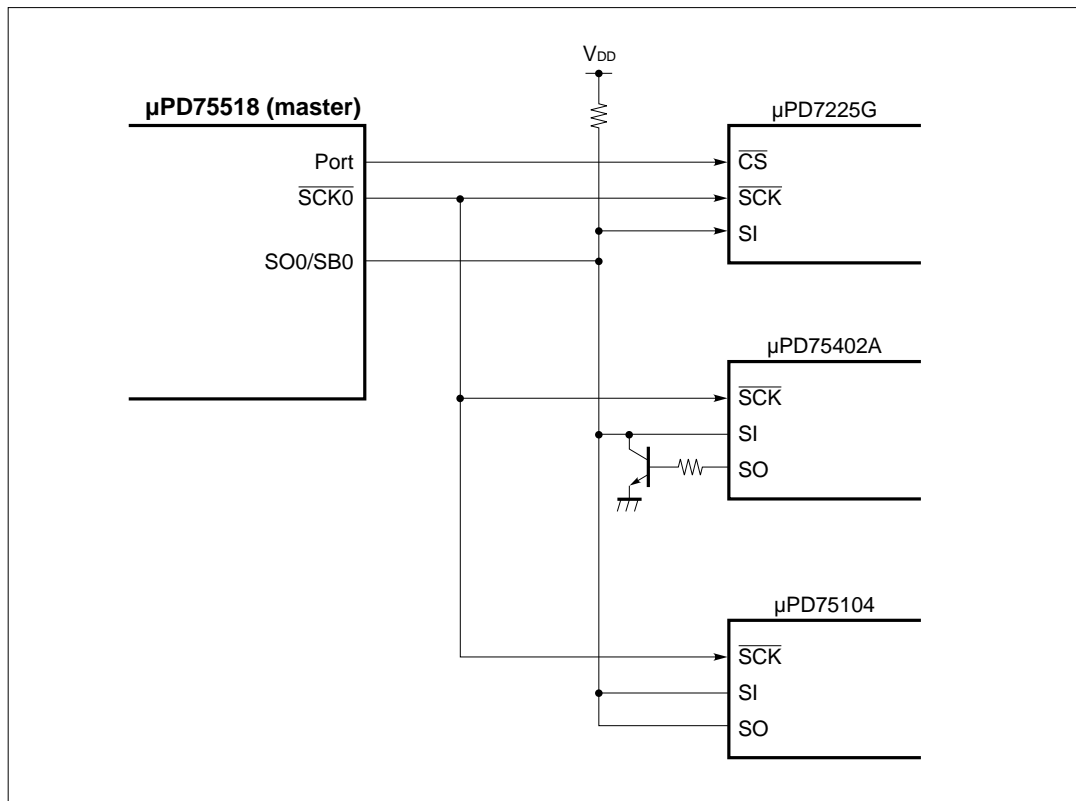 VDD
µPD75518 (master)
Port
SCK0
SO0/SB0
µPD7225G
CS
SCK
SI
µPD75402A
SCK
SI
SO
µPD75104
SCK
SI
SO